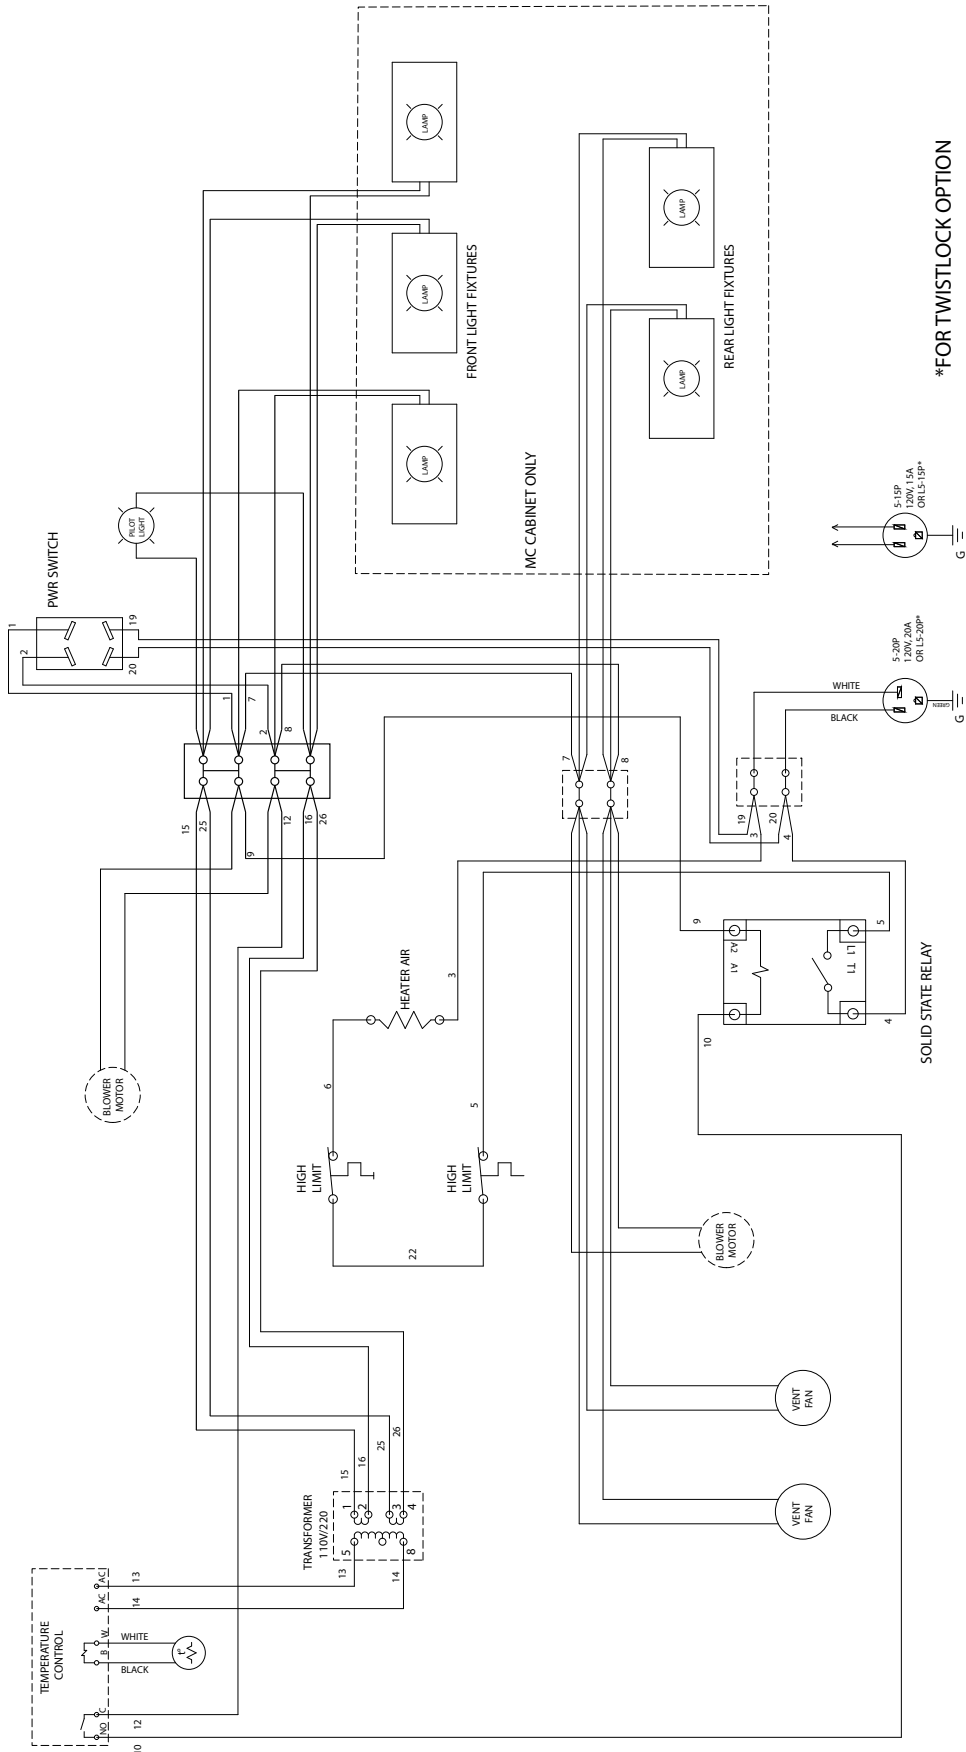 LAMP
LAMP
LAMP
FRONT LIGHT FIXTURES
LAMP
LAMP
REAR LIGHT FIXTURES
MC CABINET ONLY
*FOR TWISTLOCK OPTION
PILOT
LIGHT
PWR SWITCH
1
2
19
20
5-15P
120V, 15A
OR L5-15P*
G
5-20P
120V, 20A
OR L5-20P*
WHITE
BLACK
GREEN
G
1
7
2
8
15
25
9
12
16
26
7
8
19
3
20
4
9
5
A2
A1
L1
T1
10
4
SOLID STATE RELAY
HEATER AIR
3
6
5
HIGH
LIMIT
HIGH
LIMIT
22
BLOWER
MOTOR
BLOWER
MOTOR
VENT
FAN
VENT
FAN
TRANSFORMER
110V/220
15
16
25
26
1
2
3
4
5
8
13
14
TEMPERATURE
CONTROL
AC
13
AC
14
W
WHITE
B
BLACK
t°
C
12
NO
10